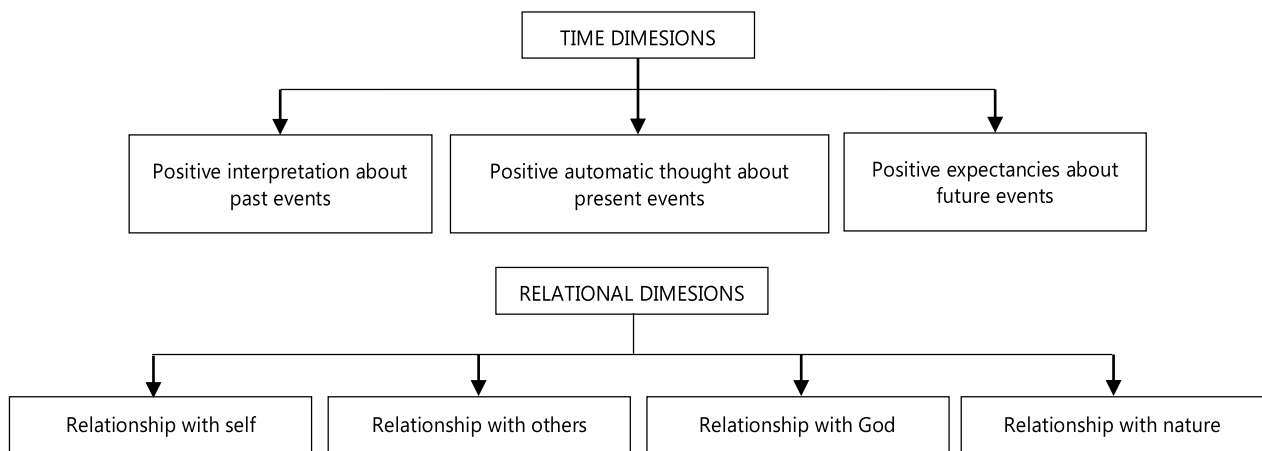 TIME DIMESIONS
Positive interpretation about
past events
Positive automatic thought about
present events
Positive expectancies about
future events
RELATIONAL DIMESIONS
Relationship with self
Relationship with others
Relationship with God
Relationship with nature